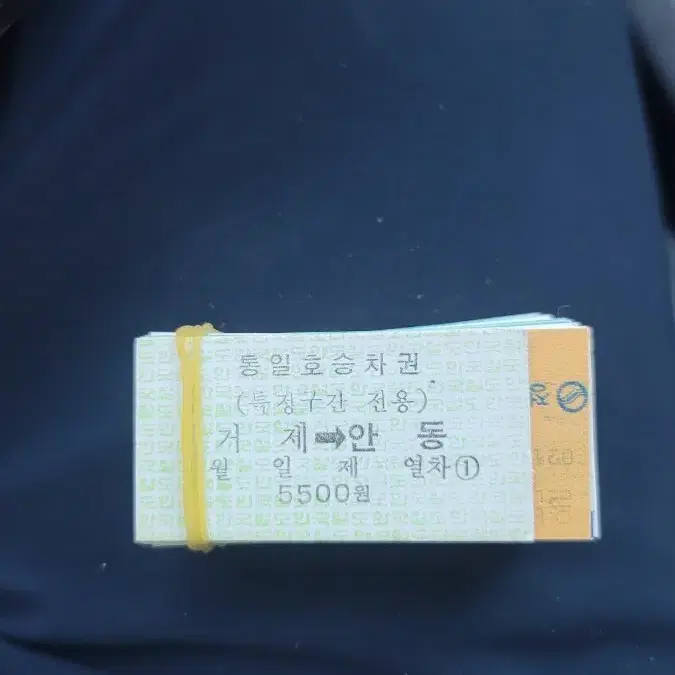 통일호승차권
(특정구간 전용)
거 제➡안 동
월 일 제 열차①
5500원